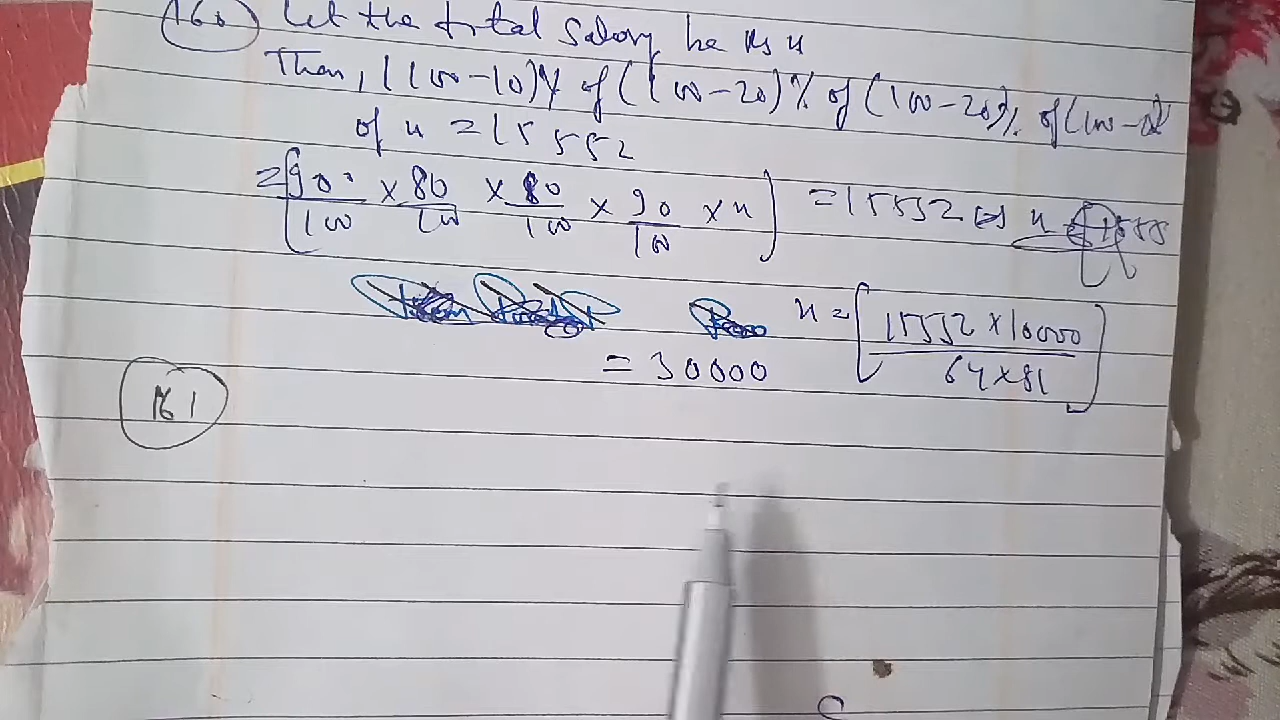 160 Let the total Salary be Rs x
Then, (100-10)% of (100-20)% of (100-20)% of (100-
of x = 15552
= [90/100 × 80/100 × 80/100 × 90/100 × x] = 15552 ⇒ x =
x = [15552 × 10000 / 64 × 81]
= 30000
161